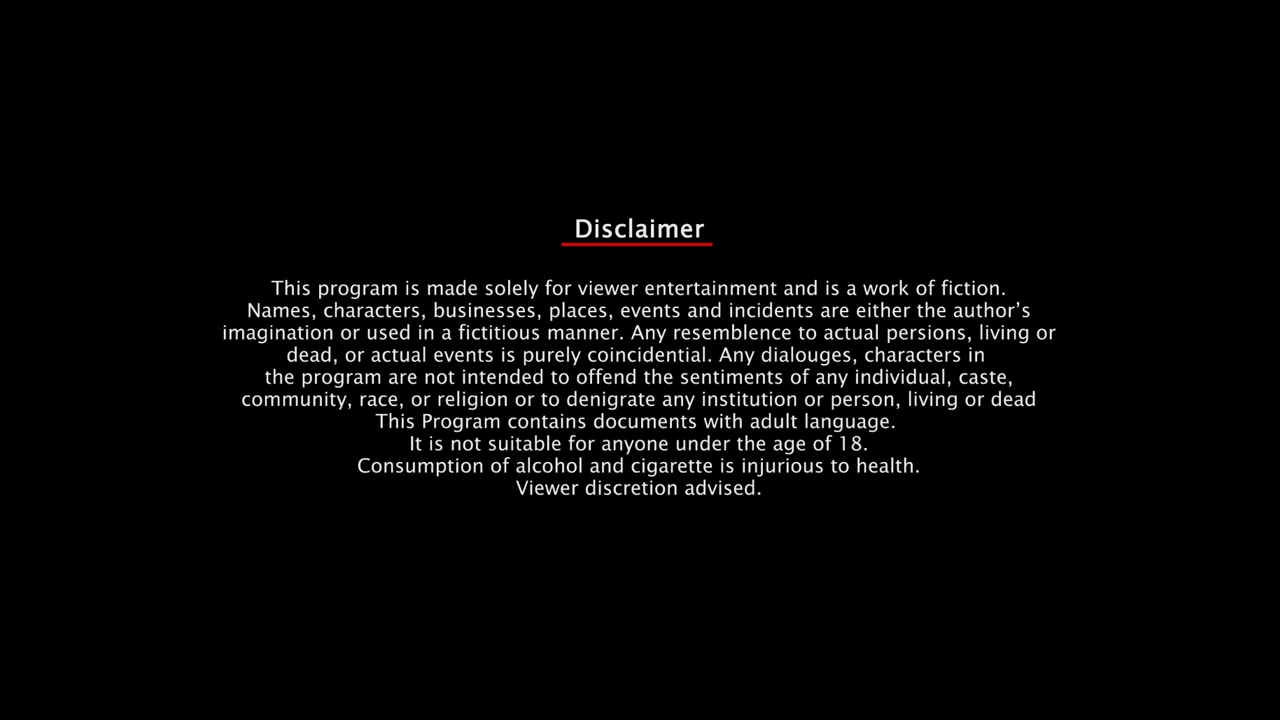 Disclaimer
This program is made solely for viewer entertainment and is a work of fiction.
Names, characters, businesses, places, events and incidents are either the author’s
imagination or used in a fictitious manner. Any resemblence to actual persions, living or
dead, or actual events is purely coincidential. Any dialouges, characters in
the program are not intended to offend the sentiments of any individual, caste,
community, race, or religion or to denigrate any institution or person, living or dead
This Program contains documents with adult language.
It is not suitable for anyone under the age of 18.
Consumption of alcohol and cigarette is injurious to health.
Viewer discretion advised.